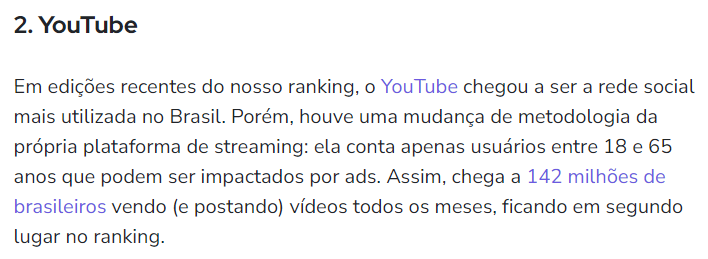 2. YouTube
Em edições recentes do nosso ranking, o YouTube chegou a ser a rede social
mais utilizada no Brasil. Porém, houve uma mudança de metodologia da
própria plataforma de streaming: ela conta apenas usuários entre 18 e 65
anos que podem ser impactados por ads. Assim, chega a 142 milhões de
brasileiros vendo (e postando) vídeos todos os meses, ficando em segundo
lugar no ranking.